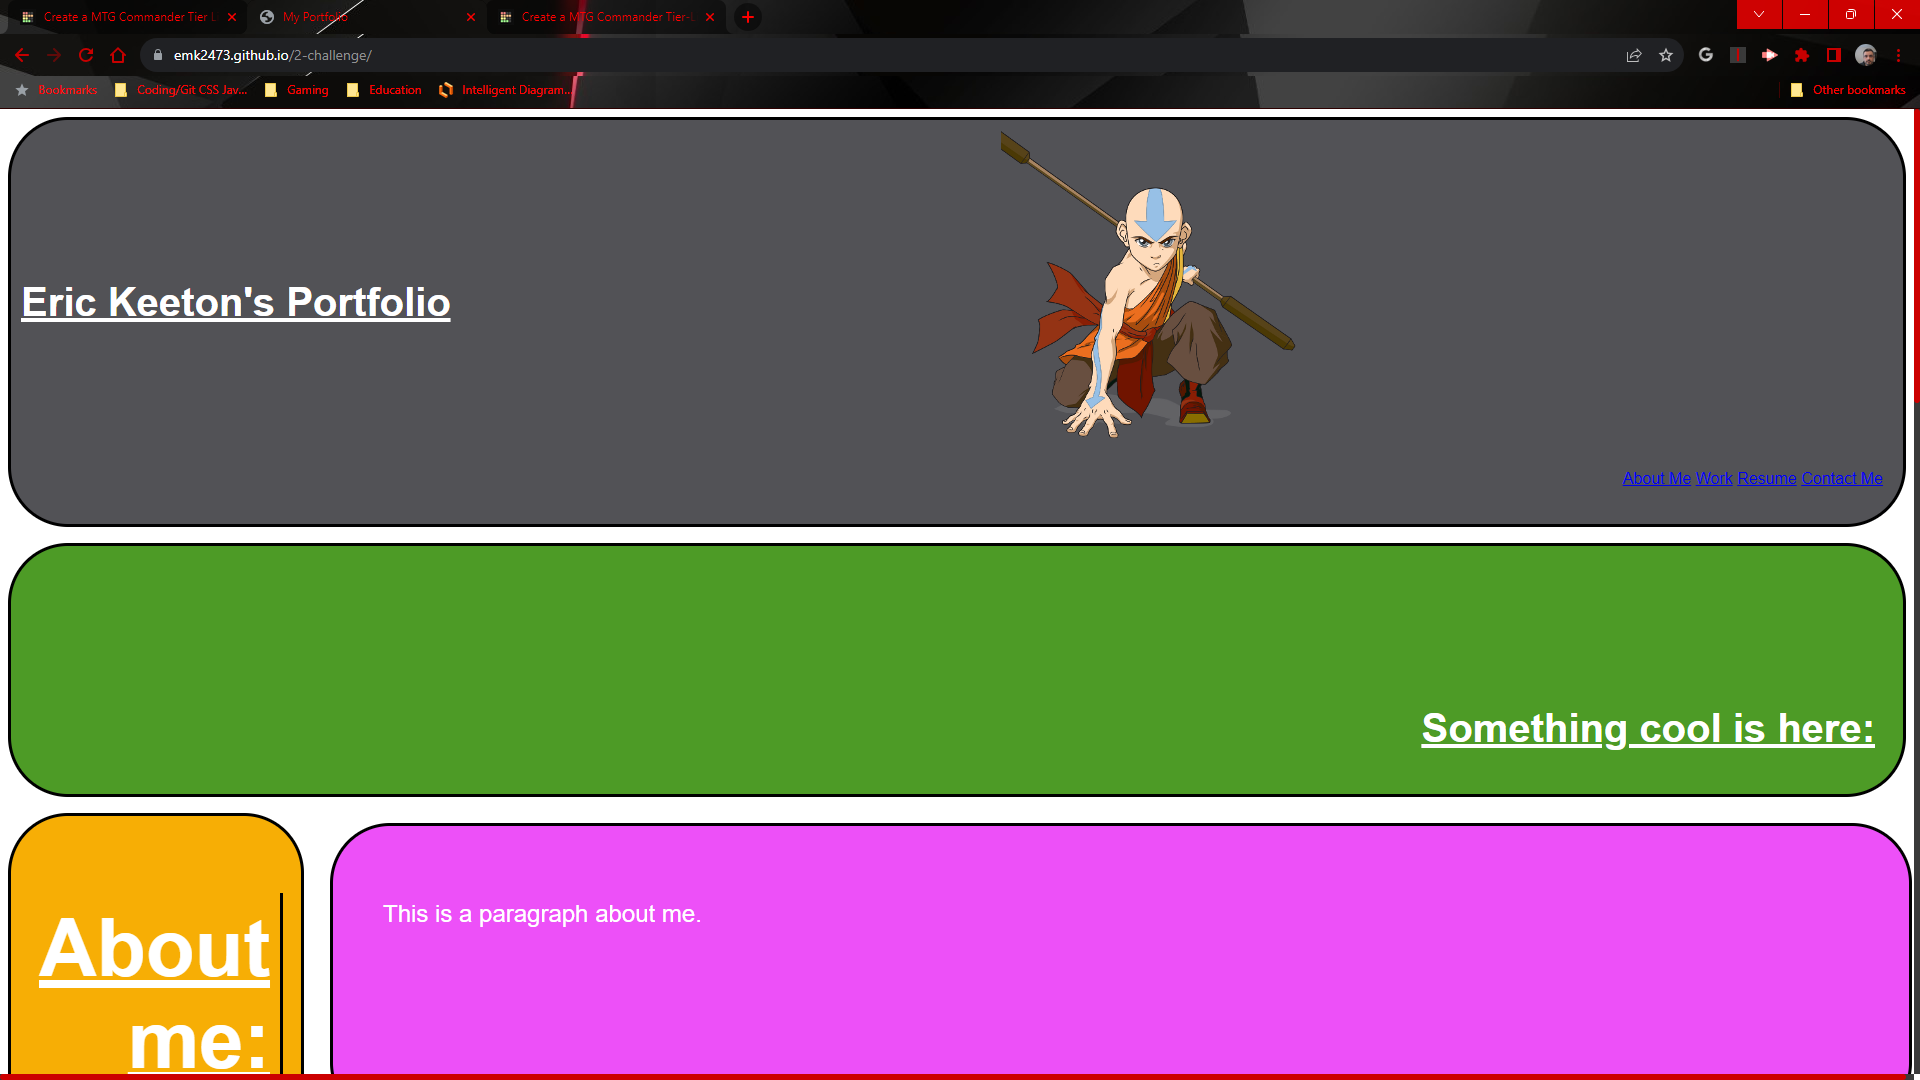 Create a MTG Commander Tier L
My Portfolio
Create a MTG Commander Tier-L
emk2473.github.io/2-challenge/
Bookmarks
Coding/Git CSS Jav...
Gaming
Education
Intelligent Diagram...
Other bookmarks
Eric Keeton's Portfolio
About Me Work Resume Contact Me
Something cool is here:
About
me:
This is a paragraph about me.